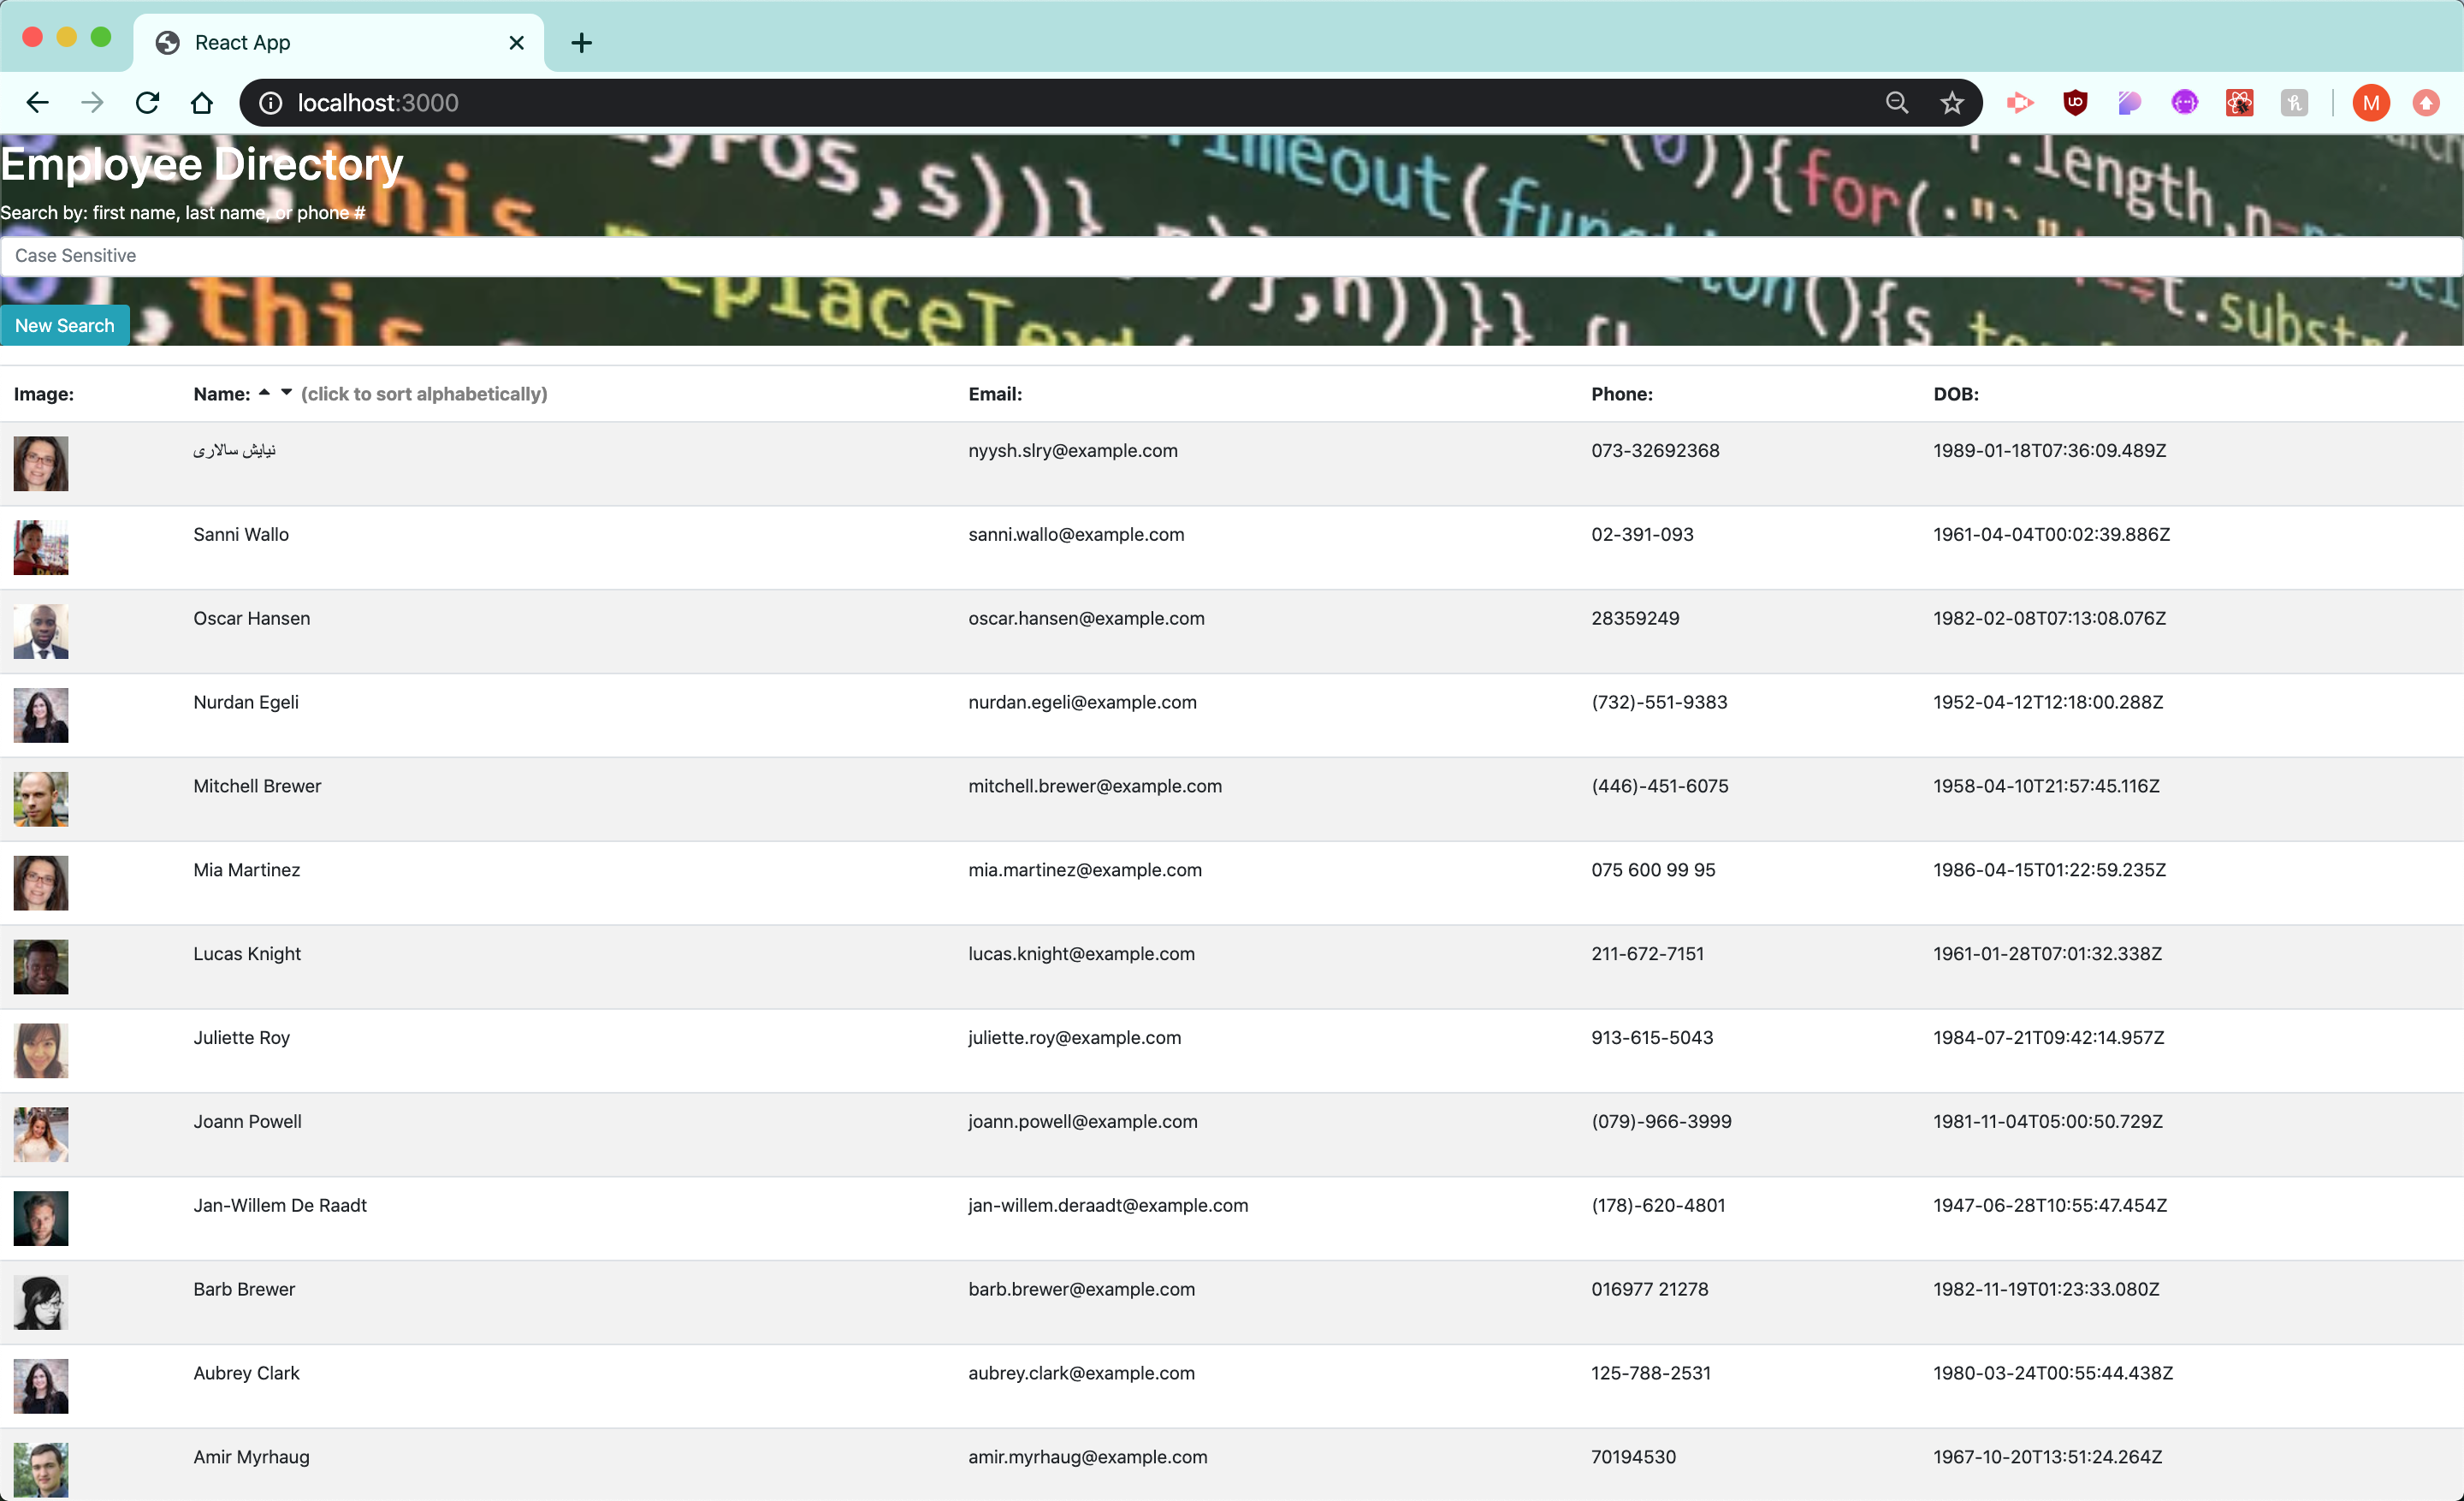 React App
localhost:3000
M
Employee Directory
Search by: first name, last name, or phone #
Case Sensitive
New Search
Image: Name: (click to sort alphabetically) Email: Phone: DOB:
نیایش سالاری nyysh.slry@example.com 073-32692368 1989-01-18T07:36:09.489Z
Sanni Wallo sanni.wallo@example.com 02-391-093 1961-04-04T00:02:39.886Z
Oscar Hansen oscar.hansen@example.com 28359249 1982-02-08T07:13:08.076Z
Nurdan Egeli nurdan.egeli@example.com (732)-551-9383 1952-04-12T12:18:00.288Z
Mitchell Brewer mitchell.brewer@example.com (446)-451-6075 1958-04-10T21:57:45.116Z
Mia Martinez mia.martinez@example.com 075 600 99 95 1986-04-15T01:22:59.235Z
Lucas Knight lucas.knight@example.com 211-672-7151 1961-01-28T07:01:32.338Z
Juliette Roy juliette.roy@example.com 913-615-5043 1984-07-21T09:42:14.957Z
Joann Powell joann.powell@example.com (079)-966-3999 1981-11-04T05:00:50.729Z
Jan-Willem De Raadt jan-willem.deraadt@example.com (178)-620-4801 1947-06-28T10:55:47.454Z
Barb Brewer barb.brewer@example.com 016977 21278 1982-11-19T01:23:33.080Z
Aubrey Clark aubrey.clark@example.com 125-788-2531 1980-03-24T00:55:44.438Z
Amir Myrhaug amir.myrhaug@example.com 70194530 1967-10-20T13:51:24.264Z